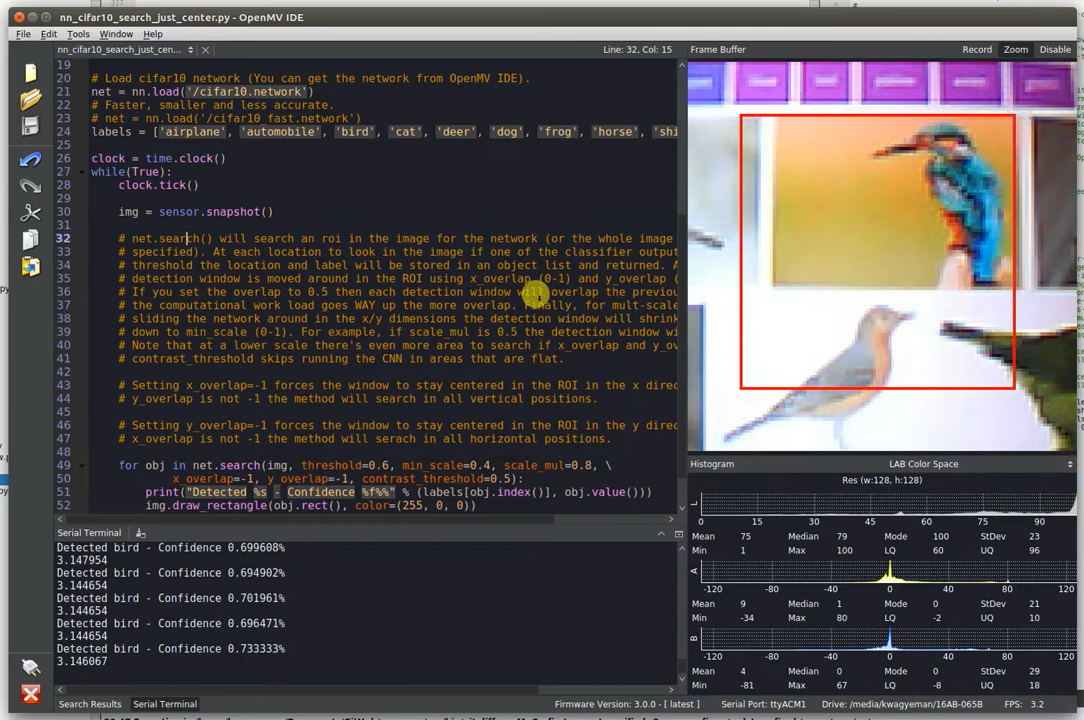 nn_cifar10_search_just_center.py - OpenMV IDE
File Edit Tools Window Help
nn_cifar10_search_just_cen...
Line: 32, Col: 15
Frame Buffer
Record Zoom Disable
19
20 # Load cifar10 network (You can get the network from OpenMV IDE).
21 net = nn.load('/cifar10.network')
22 # Faster, smaller and less accurate.
23 # net = nn.load('/cifar10_fast.network')
24 labels = ['airplane', 'automobile', 'bird', 'cat', 'deer', 'dog', 'frog', 'horse', 'shi
25
26 clock = time.clock()
27 while(True):
28 clock.tick()
29
30 img = sensor.snapshot()
31
32 # net.search() will search an roi in the image for the network (or the whole image
33 # specified). At each location to look in the image if one of the classifier output
34 # threshold the location and label will be stored in an object list and returned. A
35 # detection window is moved around in the ROI using x_overlap (0-1) and y_overlap (
36 # If you set the overlap to 0.5 then each detection window will overlap the previou
37 # the computational work load goes WAY up the more overlap. Finally, for mult-scale
38 # sliding the network around in the x/y dimensions the detection window will shrink
39 # down to min_scale (0-1). For example, if scale_mul is 0.5 the detection window wi
40 # Note that at a lower scale there's even more area to search if x_overlap and y_ov
41 # contrast_threshold skips running the CNN in areas that are flat.
42
43 # Setting x_overlap=-1 forces the window to stay centered in the ROI in the x direc
44 # y_overlap is not -1 the method will search in all vertical positions.
45
46 # Setting y_overlap=-1 forces the window to stay centered in the ROI in the y direc
47 # x_overlap is not -1 the method will serach in all horizontal positions.
48
49 for obj in net.search(img, threshold=0.6, min_scale=0.4, scale_mul=0.8, \
50 x_overlap=-1, y_overlap=-1, contrast_threshold=0.5):
51 print("Detected %s - Confidence %f%%" % (labels[obj.index()], obj.value()))
52 img.draw_rectangle(obj.rect(), color=(255, 0, 0))
Serial Terminal
Detected bird - Confidence 0.699608%
3.147954
Detected bird - Confidence 0.694902%
3.144654
Detected bird - Confidence 0.701961%
3.144654
Detected bird - Confidence 0.696471%
3.144654
Detected bird - Confidence 0.733333%
3.146067
Histogram
LAB Color Space
Res (w:128, h:128)
L
0 15 30 45 60 75 90
Mean 75 Median 79 Mode 100 StDev 23
Min 1 Max 100 LQ 60 UQ 96
A
-120 -80 -40 0 40 80 120
Mean 9 Median 1 Mode 0 StDev 21
Min -34 Max 80 LQ -2 UQ 10
B
-120 -80 -40 0 40 80 120
Mean 4 Median 0 Mode 0 StDev 29
Min -81 Max 67 LQ -8 UQ 18
Search Results Serial Terminal
Firmware Version: 3.0.0 - [ latest ]
Serial Port: ttyACM1
Drive: /media/kwagyeman/16AB-065B
FPS: 3.2